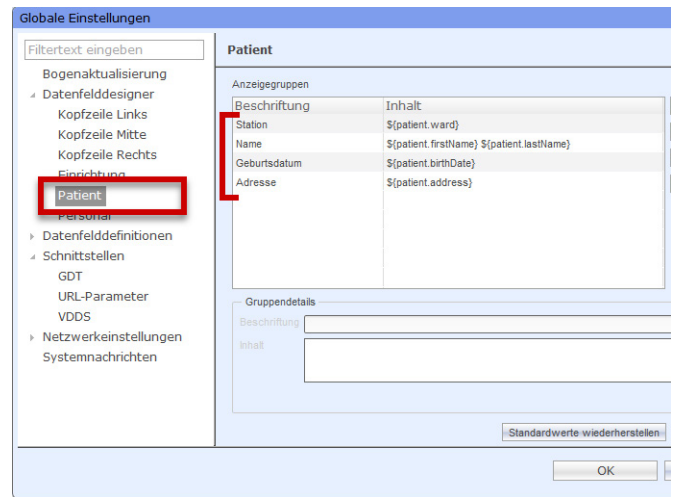 Globale Einstellungen
Filtertext eingeben
Bogenaktualisierung
Datenfelddesigner
Kopfzeile Links
Kopfzeile Mitte
Kopfzeile Rechts
Einrichtung
Patient
Personal
Datenfelddefinitionen
Schnittstellen
GDT
URL-Parameter
VDDS
Netzwerkeinstellungen
Systemnachrichten
Patient
Anzeigegruppen
Beschriftung Inhalt
Station ${patient.ward}
Name ${patient.firstName} ${patient.lastName}
Geburtsdatum ${patient.birthDate}
Adresse ${patient.address}
Gruppendetails
Beschriftung
Inhalt
Standardwerte wiederherstellen
OK